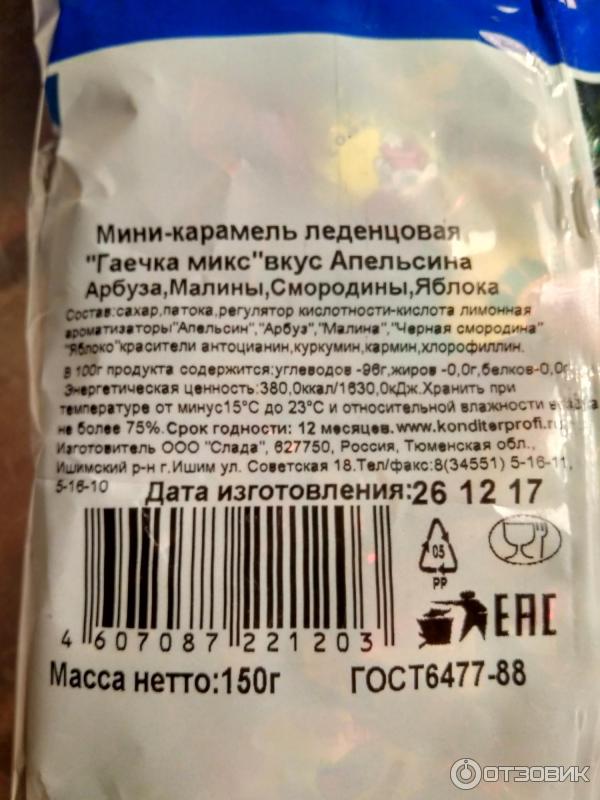 Мини-карамель леденцовая
"Гаечка микс"вкус Апельсина
Арбуза,Малины,Смородины,Яблока
Состав:сахар,патока,регулятор кислотности-кислота лимонная
ароматизаторы"Апельсин","Арбуз","Малина","Черная смородина"
"Яблоко"красители антоцианин,куркумин,кармин,хлорофиллин.
В 100г продукта содержится:углеводов -96г,жиров -0,0г,белков-0,0г
Энергетическая ценность:380,0ккал/1630,0кДж.Хранить при
температуре от минус15°С до 23°С и относительной влажности
не более 75%.Срок годности: 12 месяцев.www.konditerprofi.ru
Изготовитель ООО "Слада", 627750, Россия, Тюменская обл.,
Ишимский р-н г.Ишим ул. Советская 18.Тел/факс:8(34551) 5-16-11,
5-16-10
Дата изготовления:26 12 17
05
PP
EAC
4 607087 221203
Масса нетто:150г
ГОСТ6477-88
ОТЗОВИК